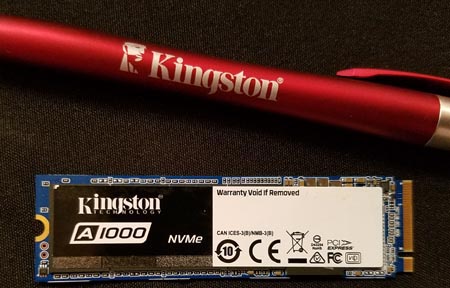 Kingston
Kingston
TECHNOLOGY
A1000
NVMe
Warranty Void If Removed
CAN ICES-3(B)/NMB-3(B)
10
CE
PCI
EXPRESS
FC